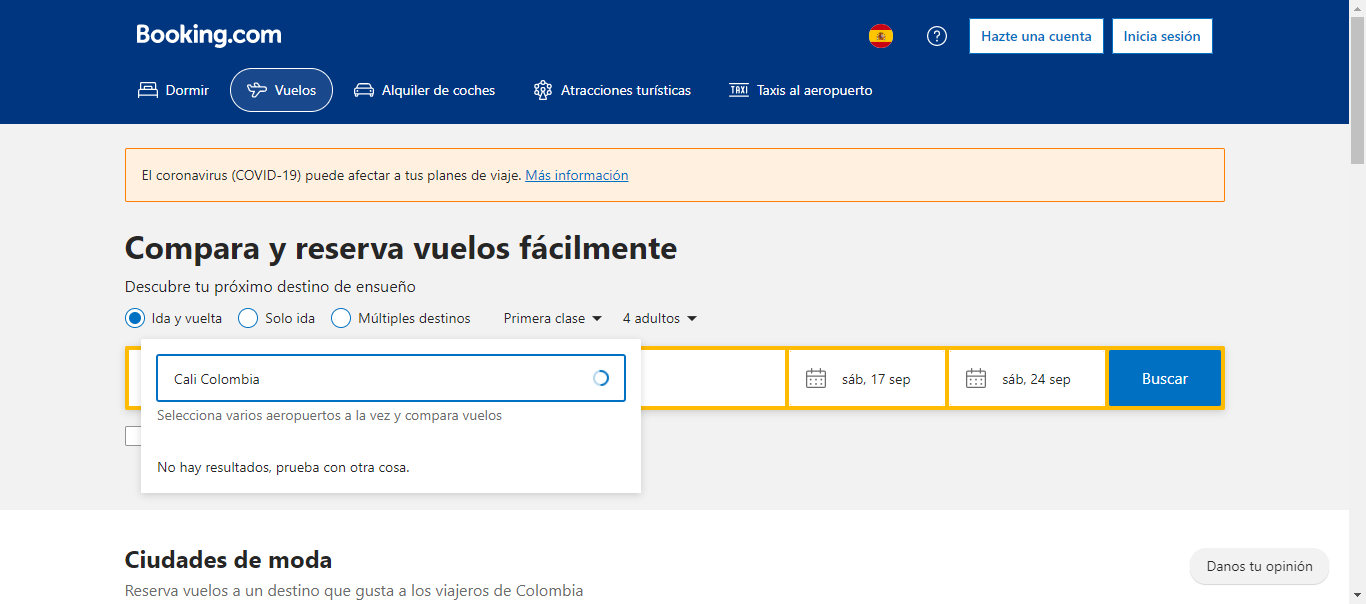 Booking.com
Hazte una cuenta
Inicia sesión
Dormir
Vuelos
Alquiler de coches
Atracciones turísticas
TAXI Taxis al aeropuerto
El coronavirus (COVID-19) puede afectar a tus planes de viaje. Más información
Compara y reserva vuelos fácilmente
Descubre tu próximo destino de ensueño
Ida y vuelta
Solo ida
Múltiples destinos
Primera clase
4 adultos
Cali Colombia
sáb, 17 sep
sáb, 24 sep
Buscar
Selecciona varios aeropuertos a la vez y compara vuelos
No hay resultados, prueba con otra cosa.
Ciudades de moda
Reserva vuelos a un destino que gusta a los viajeros de Colombia
Danos tu opinión